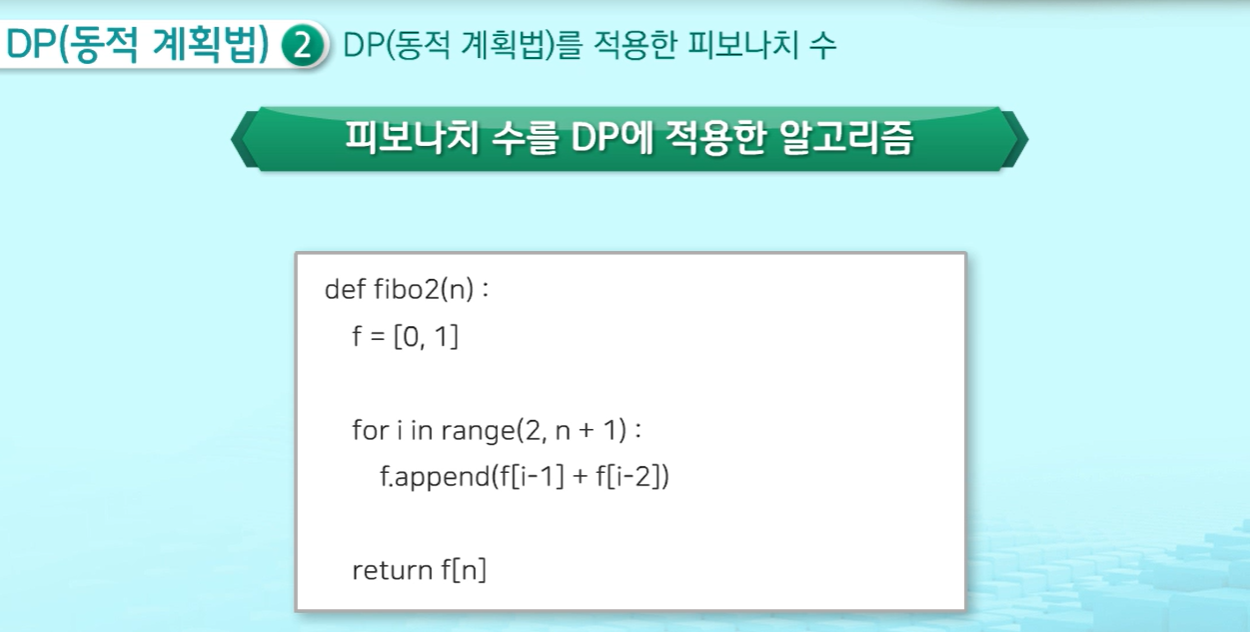 DP(동적 계획법) 2 DP(동적 계획법)를 적용한 피보나치 수
피보나치 수를 DP에 적용한 알고리즘
def fibo2(n) :
f = [0, 1]
for i in range(2, n + 1) :
f.append(f[i-1] + f[i-2])
return f[n]